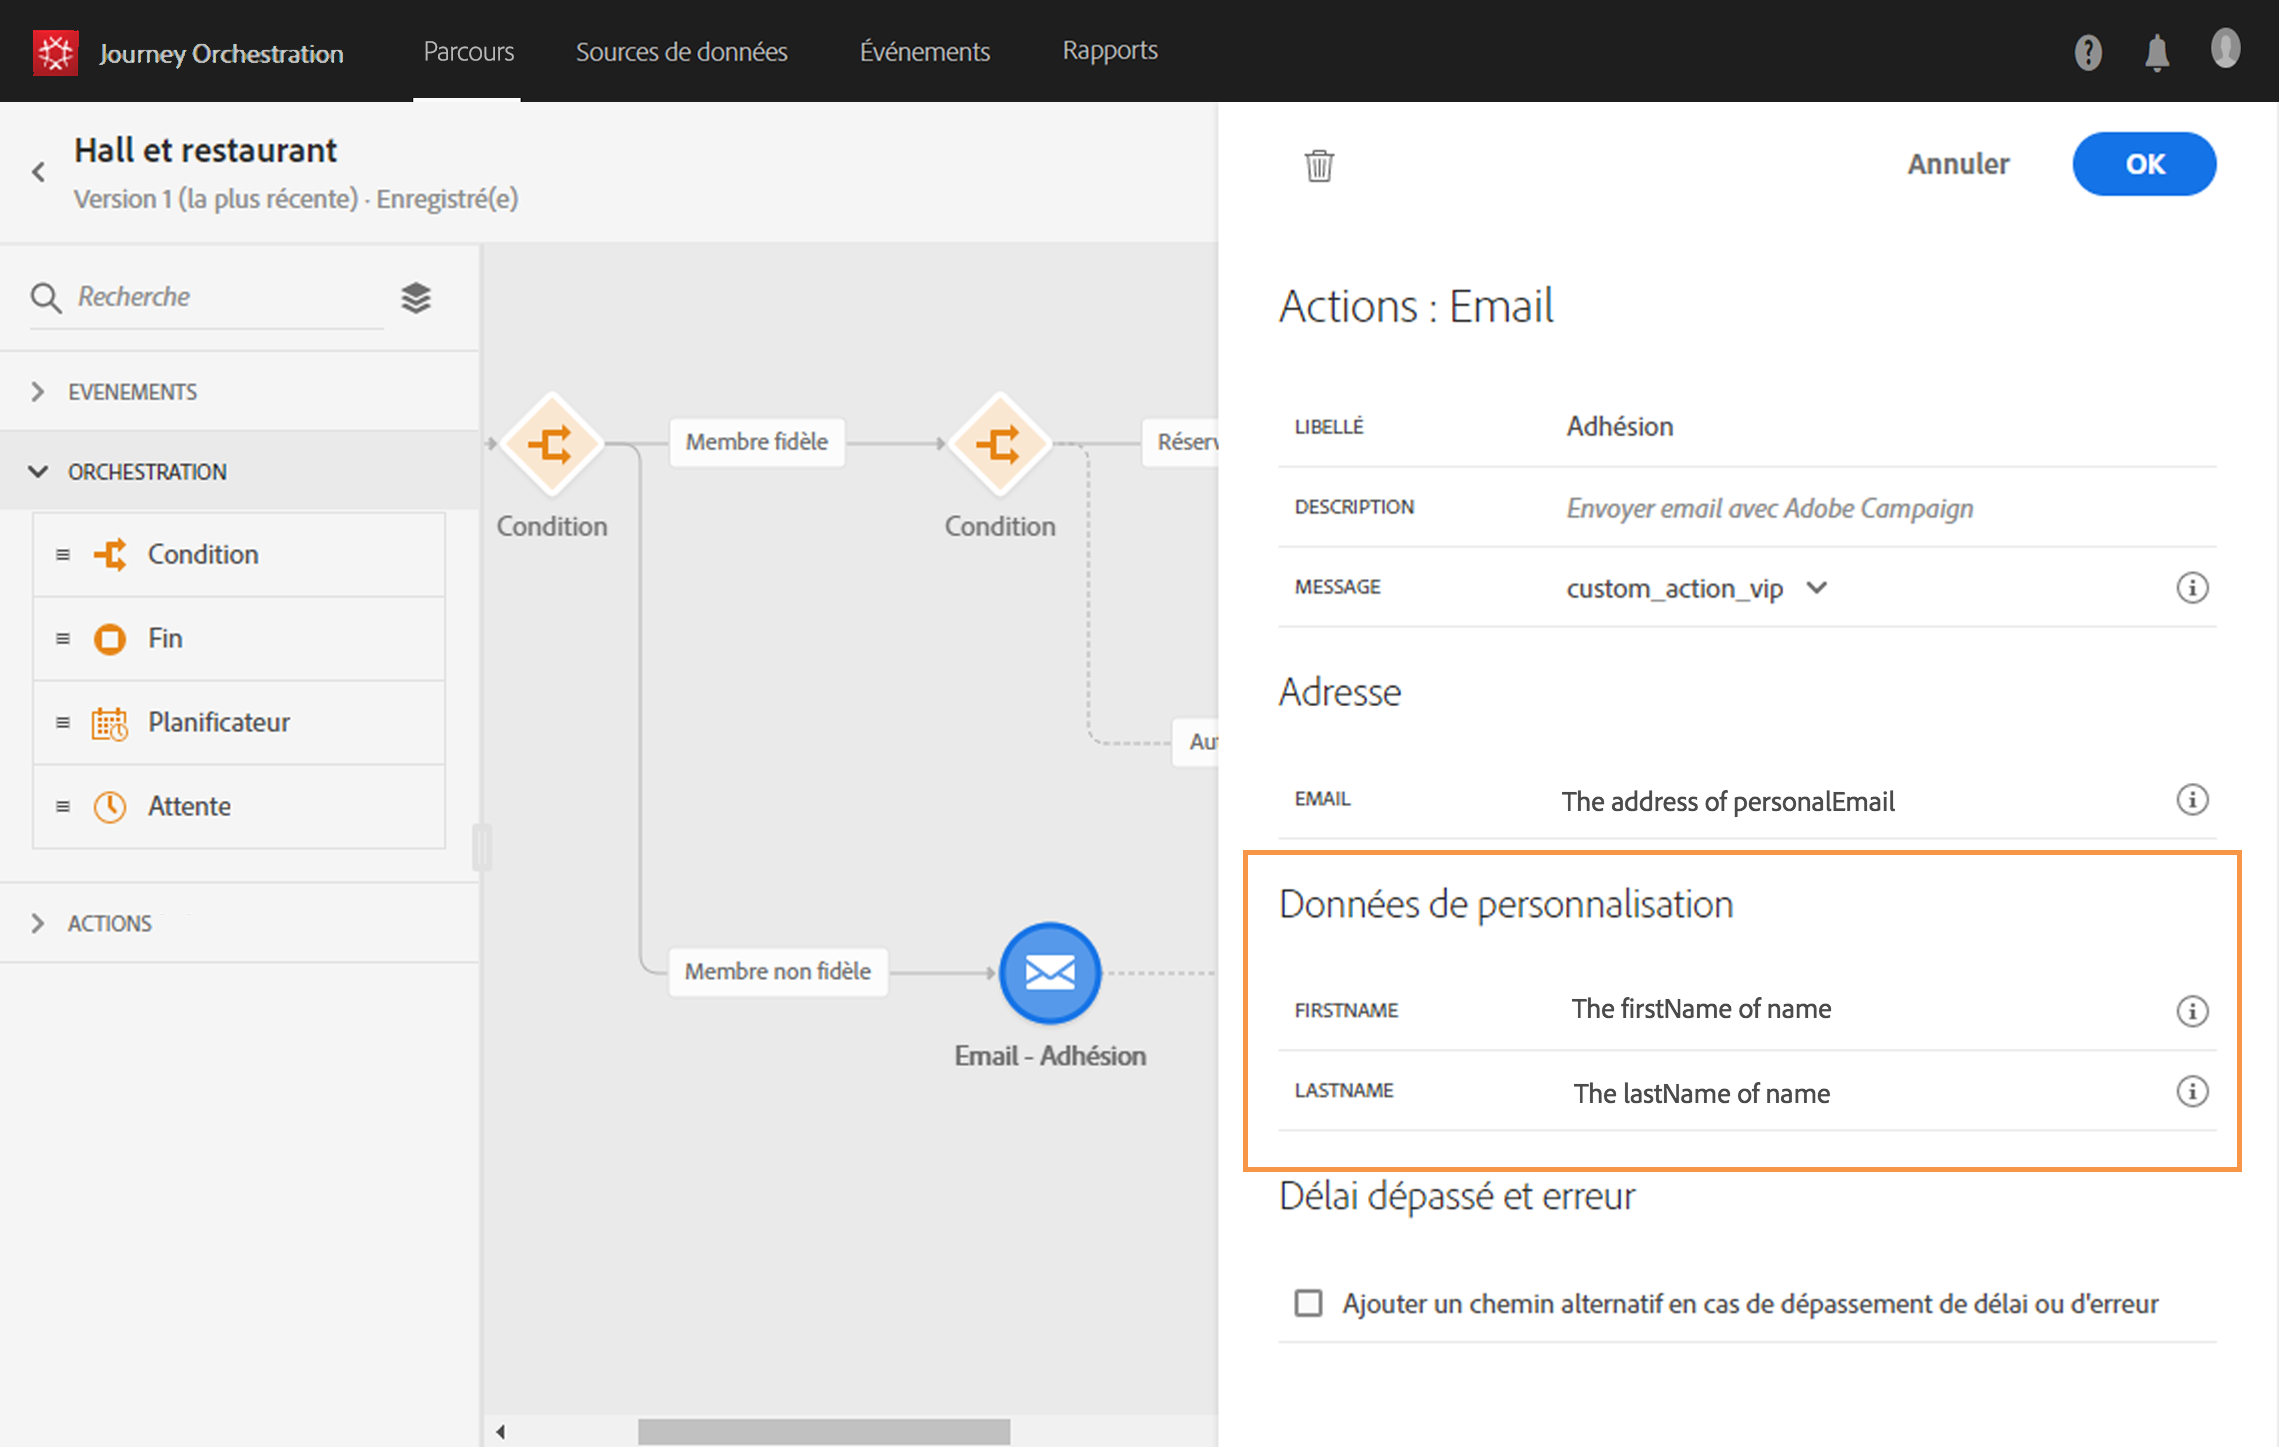 Journey Orchestration
Parcours
Sources de données
Événements
Rapports
Hall et restaurant
Version 1 (la plus récente) · Enregistré(e)
Annuler
OK
Recherche
EVENEMENTS
ORCHESTRATION
Condition
Fin
Planificateur
Attente
ACTIONS
Membre fidèle
Réserv
Condition
Condition
Au
Membre non fidèle
Email - Adhésion
Actions : Email
LIBELLÉ
Adhésion
DESCRIPTION
Envoyer email avec Adobe Campaign
MESSAGE
custom_action_vip
Adresse
EMAIL
The address of personalEmail
Données de personnalisation
FIRSTNAME
The firstName of name
LASTNAME
The lastName of name
Délai dépassé et erreur
Ajouter un chemin alternatif en cas de dépassement de délai ou d'erreur